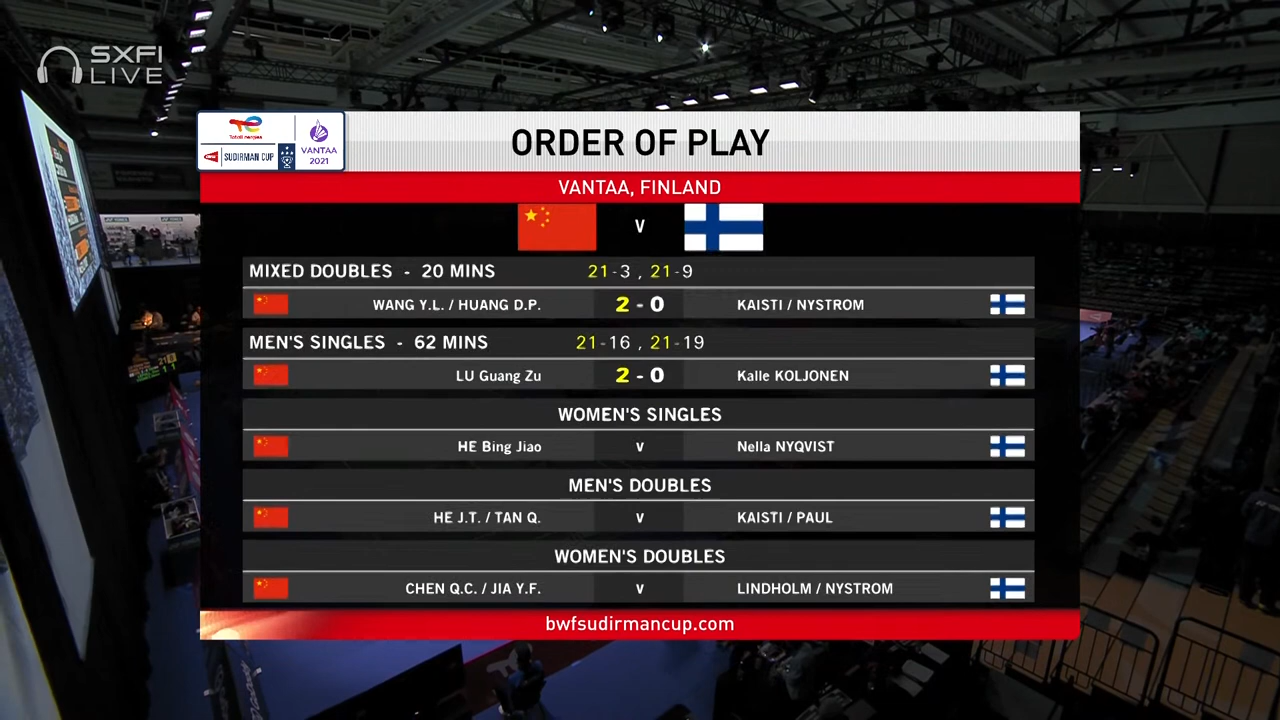 SXFI
LIVE
TotalEnergies
SUDIRMAN CUP
VANTAA
2021
ORDER OF PLAY
VANTAA, FINLAND
V
MIXED DOUBLES - 20 MINS 21-3 , 21-9
WANG Y.L. / HUANG D.P. 2 - 0 KAISTI / NYSTROM
MEN'S SINGLES - 62 MINS 21-16 , 21-19
LU Guang Zu 2 - 0 Kalle KOLJONEN
WOMEN'S SINGLES
HE Bing Jiao v Nella NYQVIST
MEN'S DOUBLES
HE J.T. / TAN Q. v KAISTI / PAUL
WOMEN'S DOUBLES
CHEN Q.C. / JIA Y.F. v LINDHOLM / NYSTROM
bwfsudirmancup.com